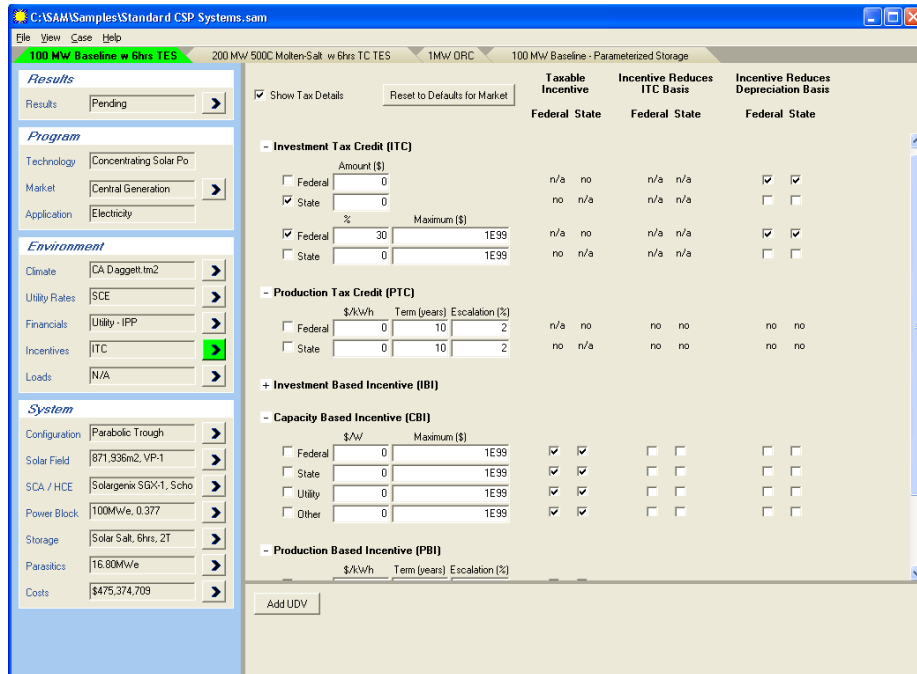 C:\SAM\Samples\Standard CSP Systems.sam
File View Case Help
100 MW Baseline w 6hrs TES 200 MW 500C Molten-Salt w 6hrs TC TES 1MW ORC 100 MW Baseline - Parameterized Storage
Results
Results Pending
Program
Technology Concentrating Solar Po
Market Central Generation
Application Electricity
Environment
Climate CA Daggett.tm2
Utility Rates SCE
Financials Utility - IPP
Incentives ITC
Loads N/A
System
Configuration Parabolic Trough
Solar Field 871,936m2, VP-1
SCA / HCE Solargenix SGX-1, Scho
Power Block 100MWe, 0.377
Storage Solar Salt, 6hrs, 2T
Parasitics 16.80MWe
Costs $475,374,709
Show Tax Details Reset to Defaults for Market
Taxable Incentive Incentive Reduces ITC Basis Incentive Reduces Depreciation Basis
Federal State Federal State Federal State
- Investment Tax Credit (ITC)
Amount ($)
Federal 0 n/a no n/a n/a
State 0 no n/a n/a n/a
% Maximum ($)
Federal 30 1E99 n/a no n/a n/a
State 0 1E99 no n/a n/a n/a
- Production Tax Credit (PTC)
$/kWh Term (years) Escalation (%)
Federal 0 10 2 n/a no no no no no
State 0 10 2 no n/a no no no no
+ Investment Based Incentive (IBI)
- Capacity Based Incentive (CBI)
$/W Maximum ($)
Federal 0 1E99
State 0 1E99
Utility 0 1E99
Other 0 1E99
- Production Based Incentive (PBI)
$/kWh Term (years) Escalation (%)
Add UDV